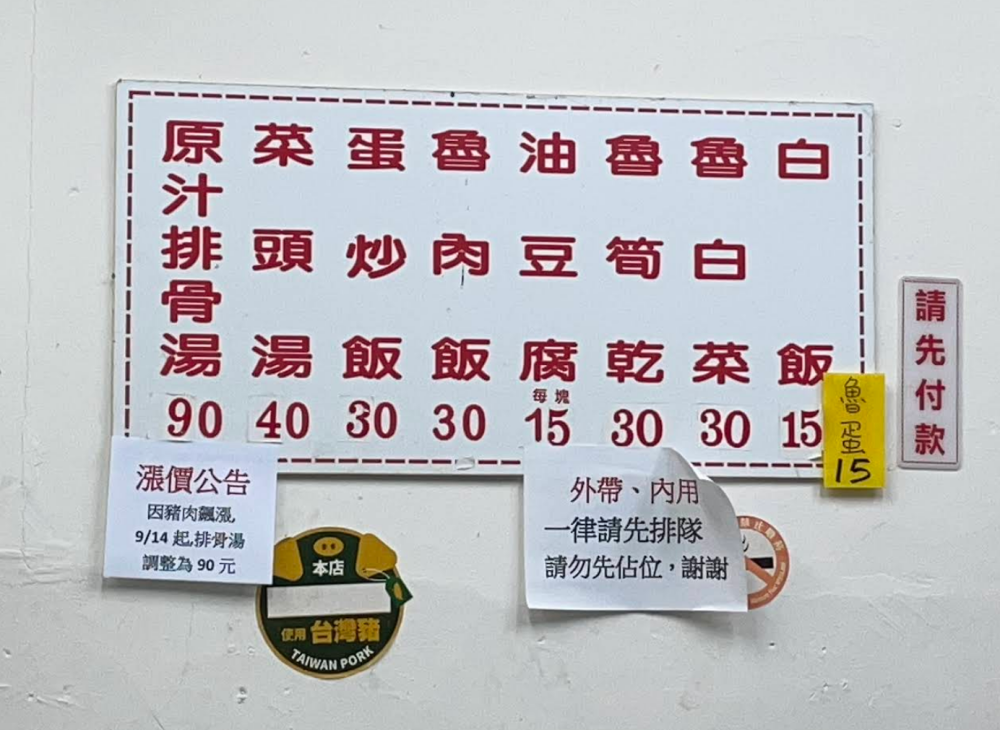 白飯 15
魯白菜 30
魯筍乾 30
油豆腐 每塊 15
魯肉飯 30
蛋炒飯 30
菜頭湯 40
原汁排骨湯 90
魯蛋 15
請先付款
漲價公告
因豬肉飆漲,
9/14 起,排骨湯
調整為 90 元
外帶、內用
一律請先排隊
請勿先佔位，謝謝
本店
使用 台灣豬
TAIWAN PORK